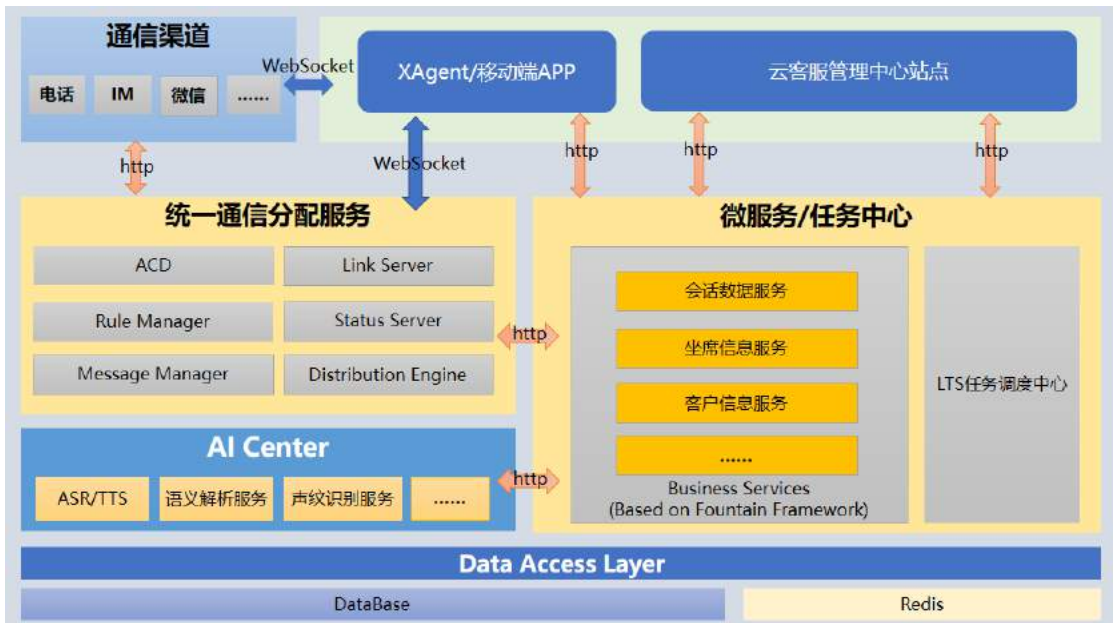 通信渠道
电话
IM
微信
......
WebSocket
XAgent/移动端APP
云客服管理中心站点
http
WebSocket
http
http
http
统一通信分配服务
ACD
Link Server
Rule Manager
Status Server
Message Manager
Distribution Engine
http
微服务/任务中心
会话数据服务
坐席信息服务
客户信息服务
......
Business Services
(Based on Fountain Framework)
LTS任务调度中心
AI Center
ASR/TTS
语义解析服务
声纹识别服务
......
http
Data Access Layer
DataBase
Redis